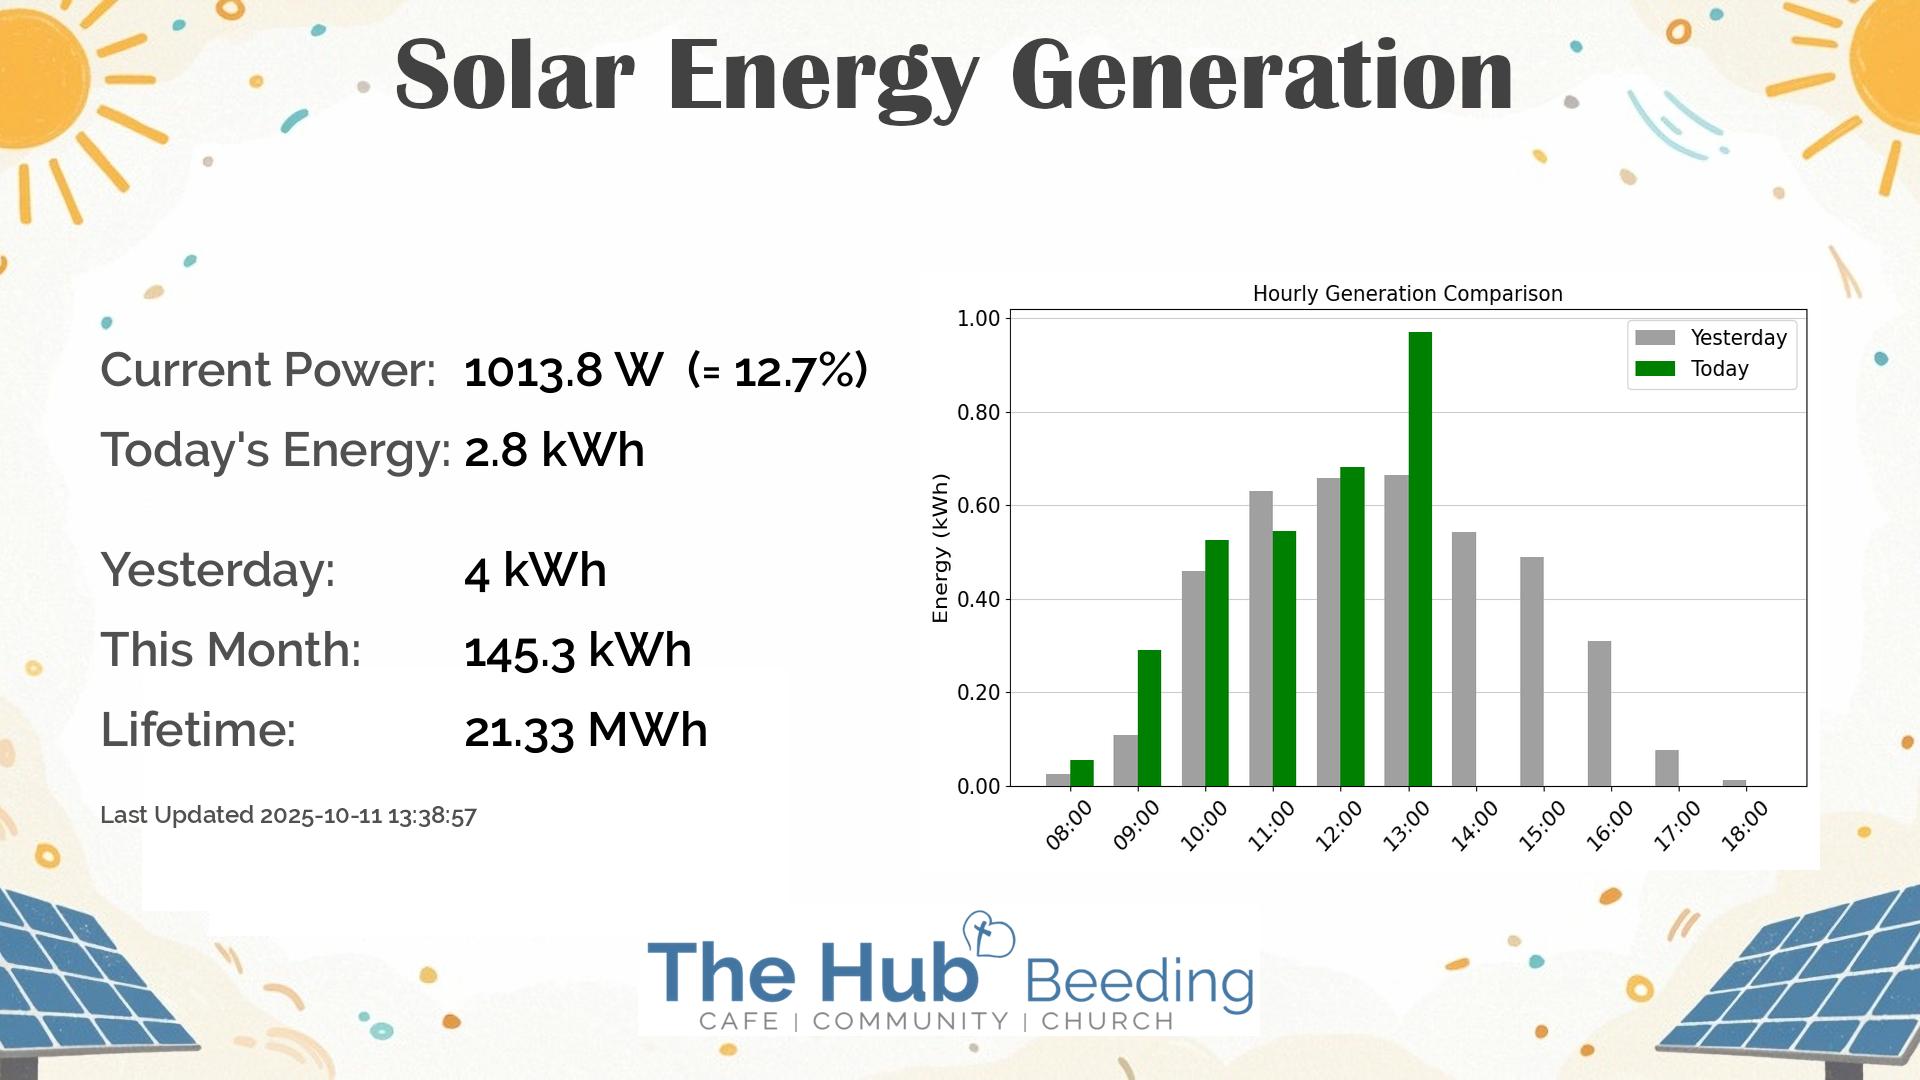 Solar Energy Generation
Current Power: 1013.8 W (= 12.7%)
Today's Energy: 2.8 kWh
Yesterday: 4 kWh
This Month: 145.3 kWh
Lifetime: 21.33 MWh
Last Updated 2025-10-11 13:38:57
Hourly Generation Comparison
Yesterday
Today
Energy (kWh)
1.00
0.80
0.60
0.40
0.20
0.00
08:00 09:00 10:00 11:00 12:00 13:00 14:00 15:00 16:00 17:00 18:00
The Hub Beeding
CAFE | COMMUNITY | CHURCH